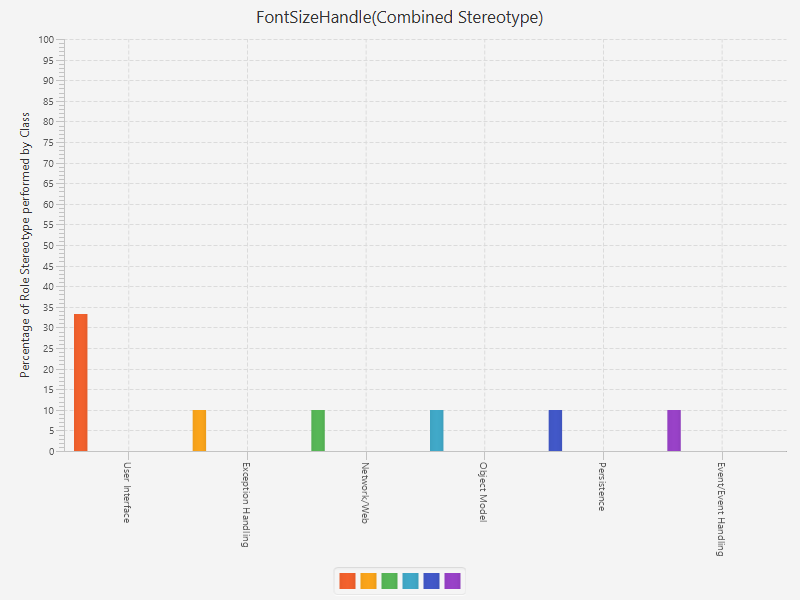 FontSizeHandle(Combined Stereotype)
Percentage of Role Stereotype performed by Class
100
95
90
85
80
75
70
65
60
55
50
45
40
35
30
25
20
15
10
5
0
User Interface
Exception Handling
Network/Web
Object Model
Persistence
Event/Event Handling